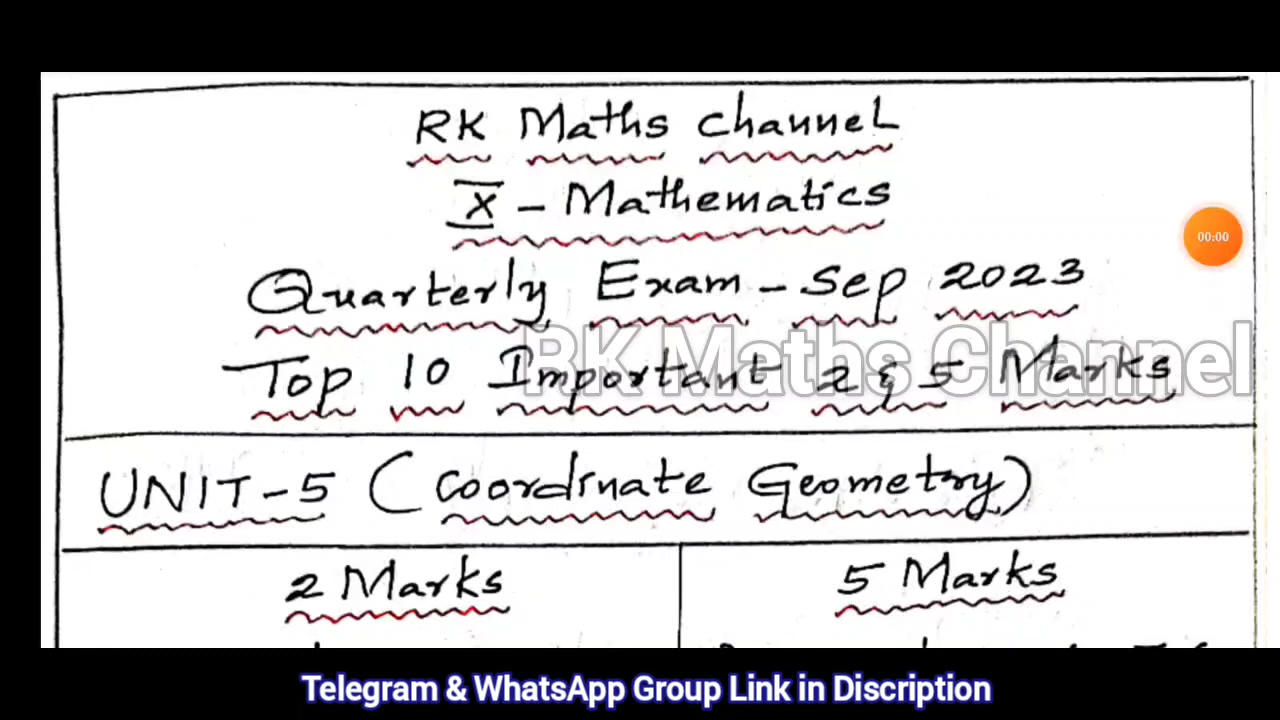 RK Maths Channel
X - Mathematics
00:00
Quarterly Exam - Sep 2023
RK Maths Channel
Top 10 Important 2 & 5 Marks
UNIT-5 (Coordinate Geometry)
2 Marks
5 Marks
Telegram & WhatsApp Group Link in Discription